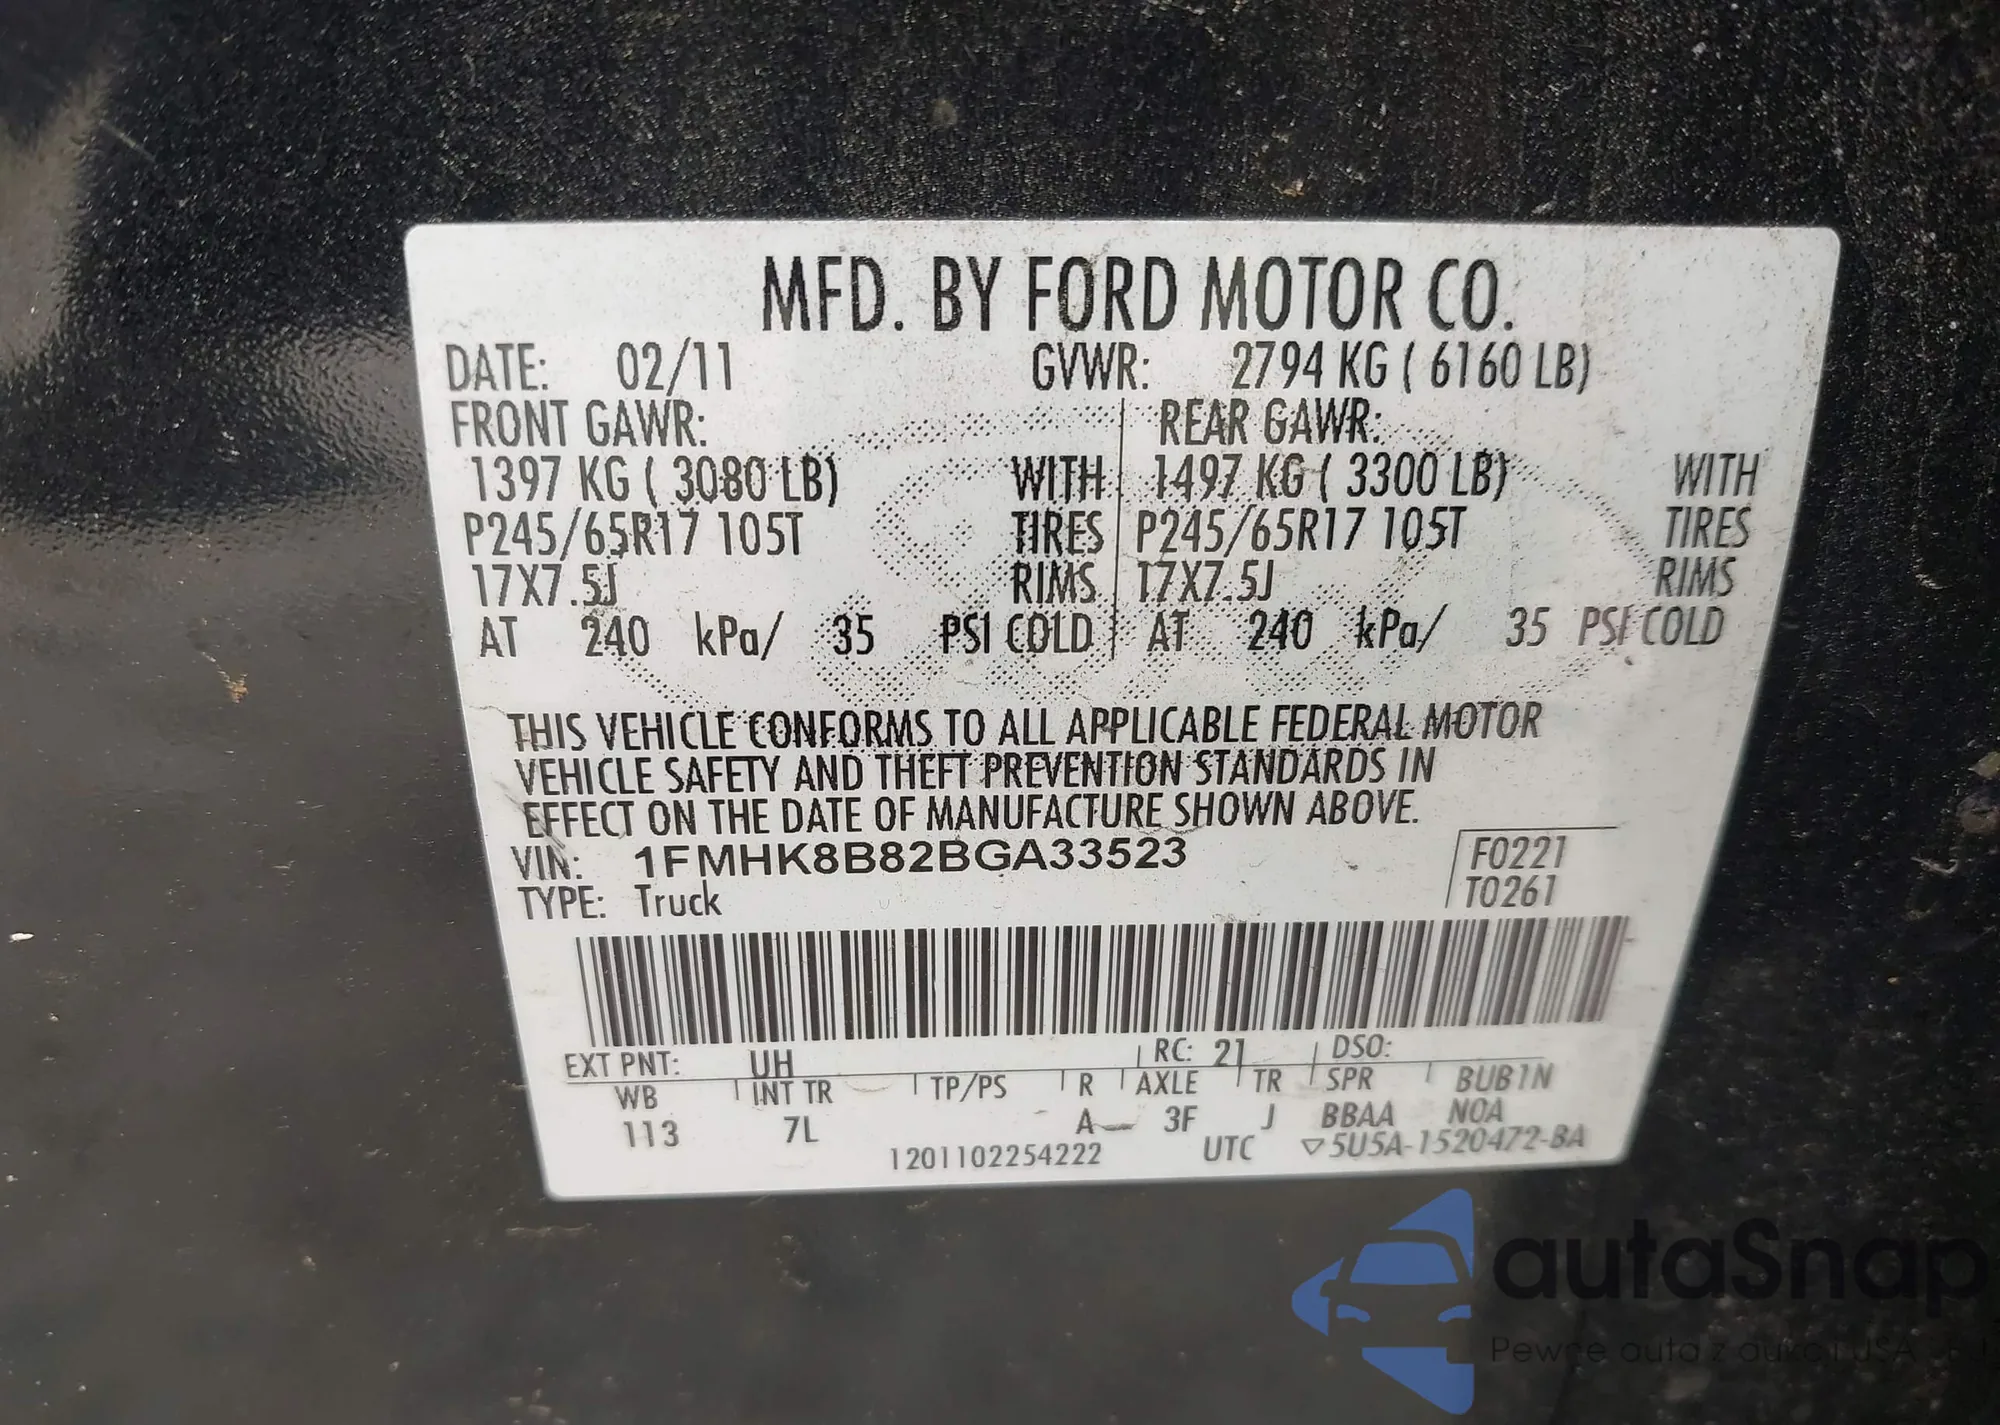 MFD. BY FORD MOTOR CO.
DATE: 02/11 GVWR: 2794 KG ( 6160 LB)
FRONT GAWR: REAR GAWR:
1397 KG ( 3080 LB) WITH 1497 KG ( 3300 LB) WITH
P245/65R17 105T TIRES P245/65R17 105T TIRES
17X7.5J RIMS 17X7.5J RIMS
AT 240 kPa/ 35 PSI COLD AT 240 kPa/ 35 PSI COLD
THIS VEHICLE CONFORMS TO ALL APPLICABLE FEDERAL MOTOR
VEHICLE SAFETY AND THEFT PREVENTION STANDARDS IN
EFFECT ON THE DATE OF MANUFACTURE SHOWN ABOVE.
VIN: 1FMHK8B82BGA33523 F0221
TYPE: Truck T0261
EXT PNT: UH RC: 21 DSO:
WB INT TR TP/PS R AXLE TR SPR BUB1N
113 7L A 3F J BBAA NOA
1201102254222 UTC ▽5U5A-1520472-BA
autaSnap
Pewne auta z aukcji USA